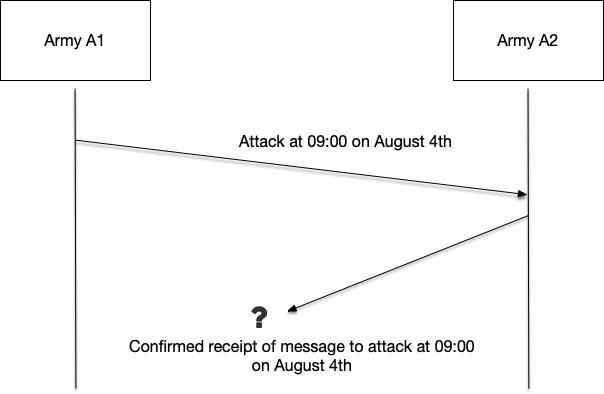 Army A1
Army A2
Attack at 09:00 on August 4th
?
Confirmed receipt of message to attack at 09:00
on August 4th